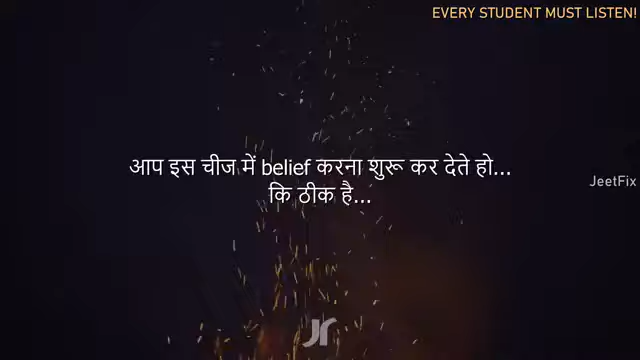 EVERY STUDENT MUST LISTEN!
आप इस चीज में belief करना शुरू कर देते हो...
कि ठीक है...
JeetFix